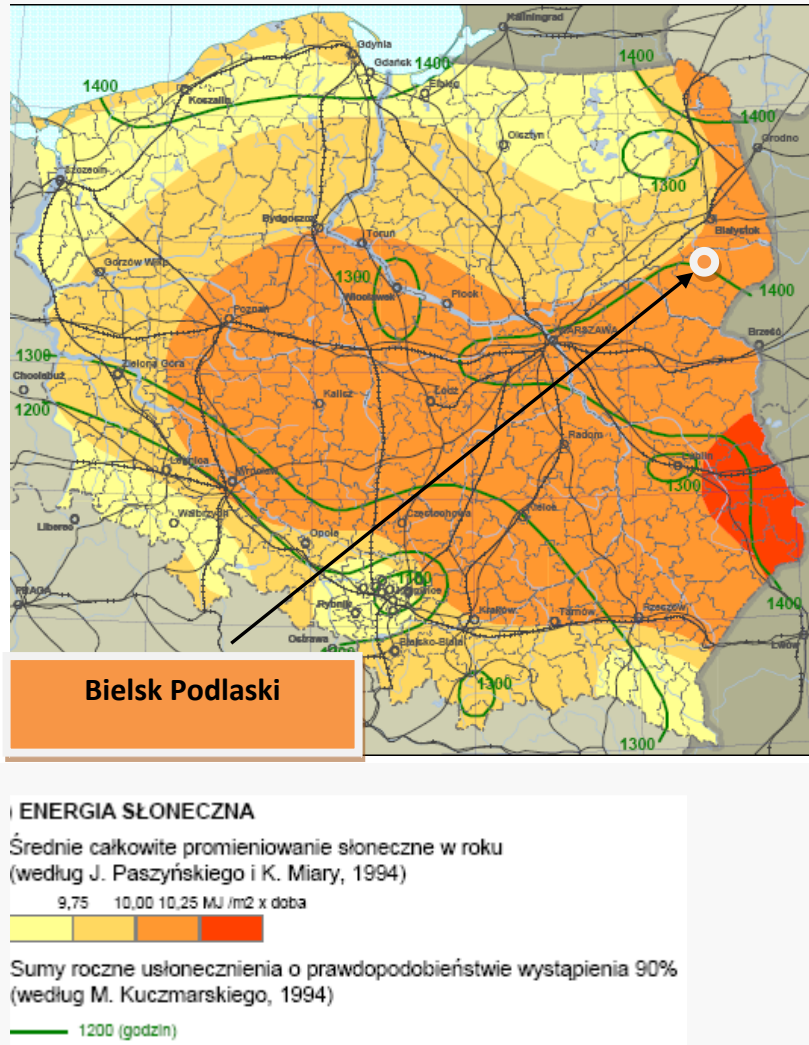 Kaliningrad
Gdynia
Gdańsk
1400
1400
1400
Elbląg
Koszalin
1400
Olsztyn
Grodno
1300
Szczecin
Bydgoszcz
Toruń
Białystok
Gorzów Wlkp.
1300
Włocławek
Płock
1400
Poznań
WARSZAWA
Brześć
1300
Zielona Góra
Chociebuż
1200
Kalisz
Łódź
Radom
Legnica
Wrocław
Lublin
1300
Liberec
Wałbrzych
Częstochowa
Kielce
Opole
PRAGA
1400
Rybnik
Kraków
Tarnów
Rzeszów
Ostrawa
Bielsko-Biała
Lwów
1300
1300
Bielsk Podlaski
) ENERGIA SŁONECZNA
Średnie całkowite promieniowanie słoneczne w roku
(według J. Paszyńskiego i K. Miary, 1994)
9,75 10,00 10,25 MJ /m2 x doba
Sumy roczne usłonecznienia o prawdopodobieństwie wystąpienia 90%
(według M. Kuczmarskiego, 1994)
1200 (godzin)